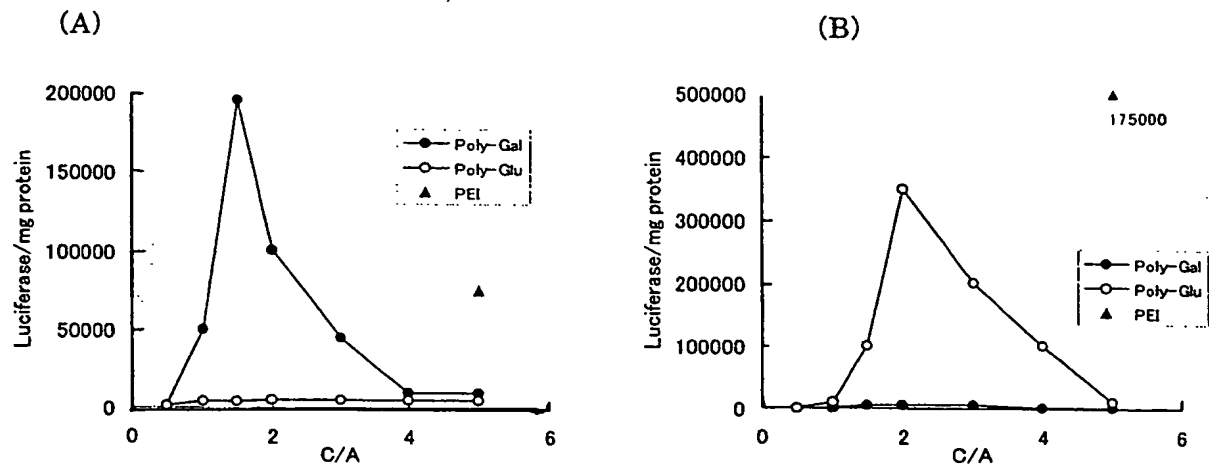 (A)
Luciferase/mg protein
200000
150000
100000
50000
0
0
2
4
6
C/A
Poly-Gal
Poly-Glu
PEI
(B)
Luciferase/mg protein
500000
400000
300000
200000
100000
0
0
2
4
6
C/A
175000
Poly-Gal
Poly-Glu
PEI